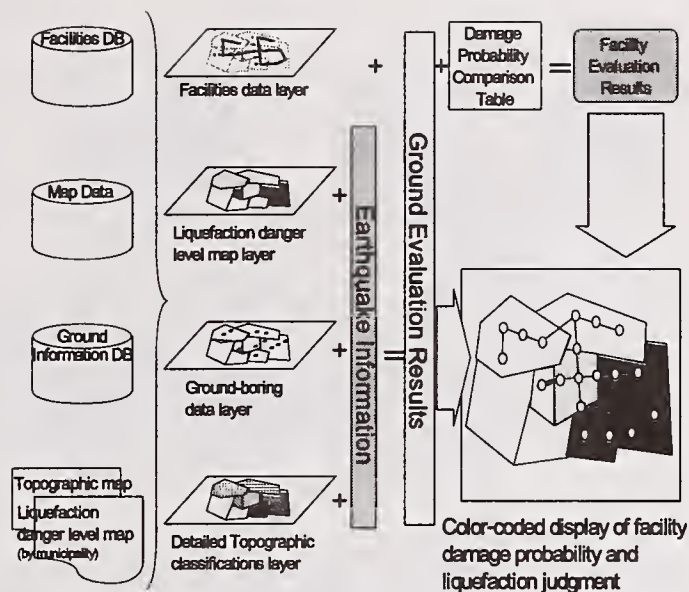 Facilities DB
Facilities data layer
+
+
Damage
Probability
Comparison
Table
=
Facility
Evaluation
Results
Map Data
Liquefaction danger
level map layer
+
Earthquake Information
=
Ground Evaluation Results
Ground
Information DB
Ground-boring
data layer
+
Topographic map
Liquefaction
danger level map
(by municipality)
Detailed Topographic
classifications layer
+
Color-coded display of facility
damage probability and
liquefaction judgment